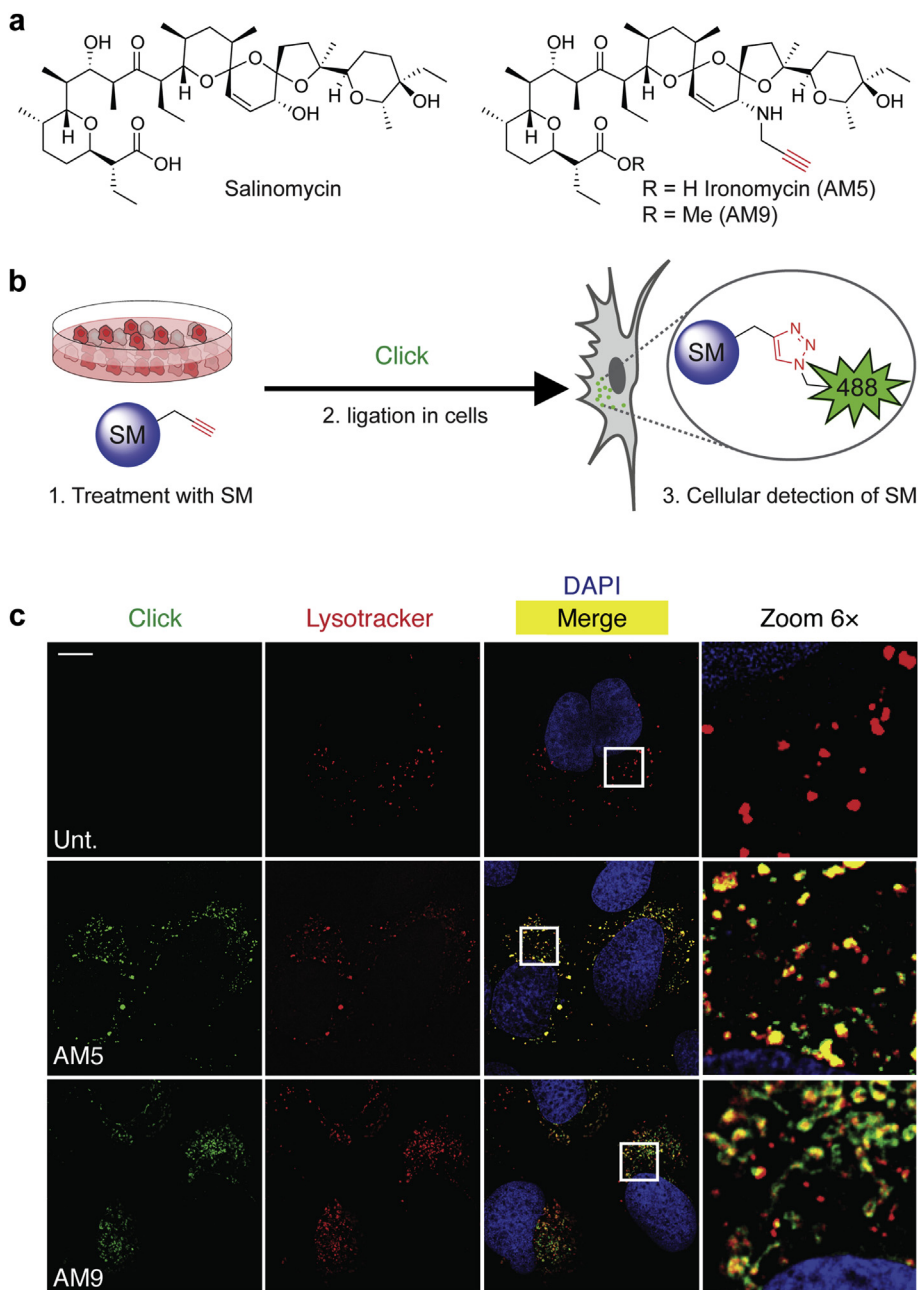 a
OH
O
H
O
O
O
O
H
OH
OH
H
O
O
OH
Salinomycin
OH
O
H
O
O
O
O
H
OH
NH
H
O
O
OR
R = H Ironomycin (AM5)
R = Me (AM9)
b
SM
1. Treatment with SM
Click
2. ligation in cells
SM
N
N
N
488
3. Cellular detection of SM
c
DAPI
Click
Lysotracker
Merge
Zoom 6×
Unt.
AM5
AM9